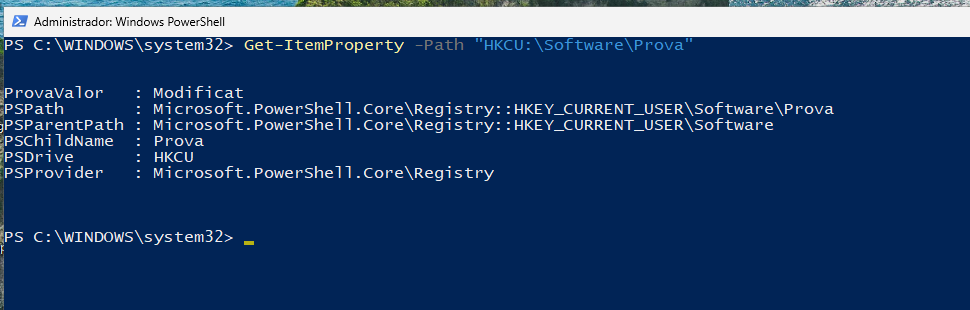 Administrador: Windows PowerShell
PS C:\WINDOWS\system32> Get-ItemProperty -Path "HKCU:\Software\Prova"
ProvaValor   : Modificat
PSPath       : Microsoft.PowerShell.Core\Registry::HKEY_CURRENT_USER\Software\Prova
PSParentPath : Microsoft.PowerShell.Core\Registry::HKEY_CURRENT_USER\Software
PSChildName  : Prova
PSDrive      : HKCU
PSProvider   : Microsoft.PowerShell.Core\Registry
PS C:\WINDOWS\system32>